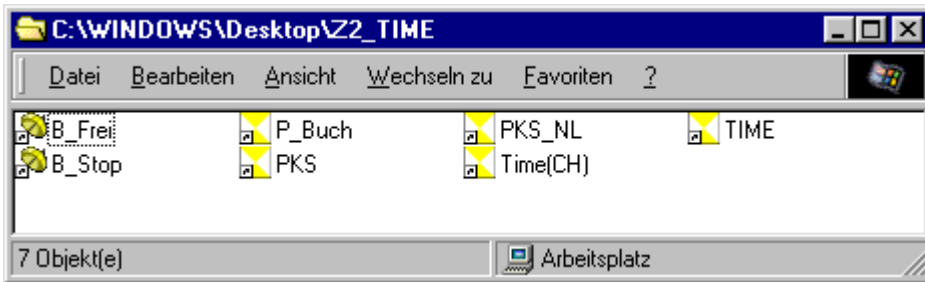 C:\WINDOWS\Desktop\Z2_TIME
Datei Bearbeiten Ansicht Wechseln zu Favoriten ?
B_Frei P_Buch PKS_NL TIME
B_Stop PKS Time(CH)
7 Objekt(e) Arbeitsplatz